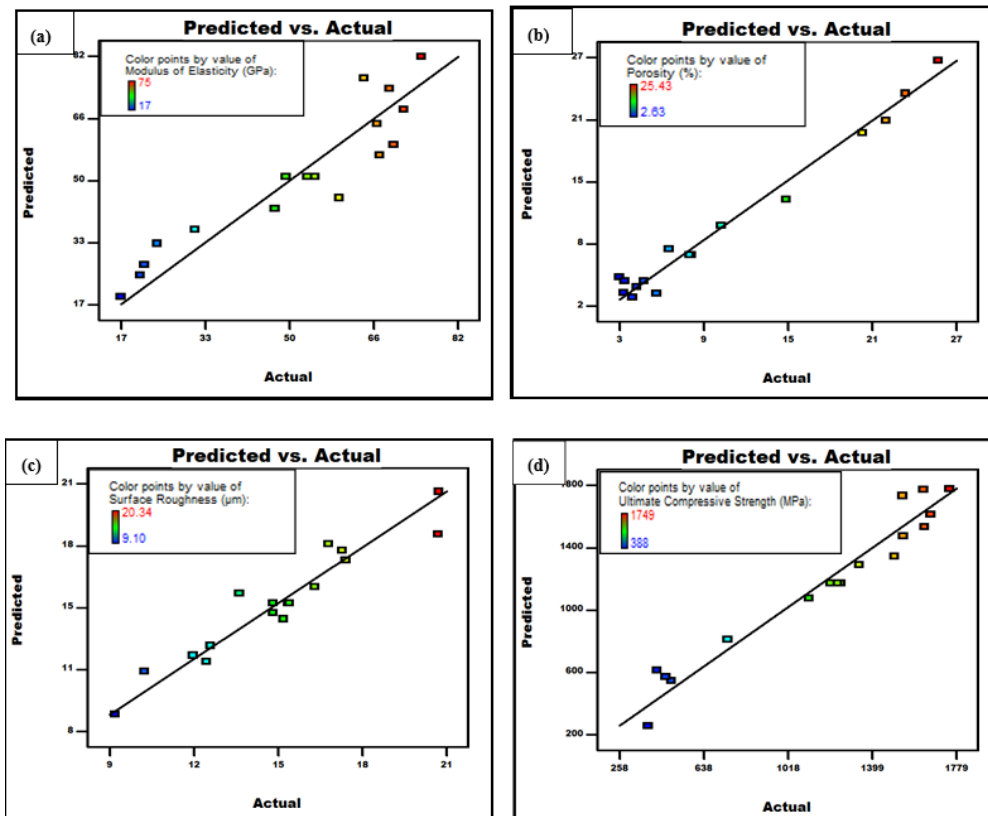 (a)
Predicted vs. Actual
Color points by value of
Modulus of Elasticity (GPa):
75
17
82
66
50
33
17
Predicted
17 33 50 66 82
Actual
(b)
Predicted vs. Actual
Color points by value of
Porosity (%):
25.43
2.63
27
21
15
8
2
Predicted
3 9 15 21 27
Actual
(c)
Predicted vs. Actual
Color points by value of
Surface Roughness (µm):
20.34
9.10
21
18
15
11
8
Predicted
9 12 15 18 21
Actual
(d)
Predicted vs. Actual
Color points by value of
Ultimate Compressive Strength (MPa):
1749
388
1800
1400
1000
600
200
Predicted
258 638 1018 1399 1779
Actual